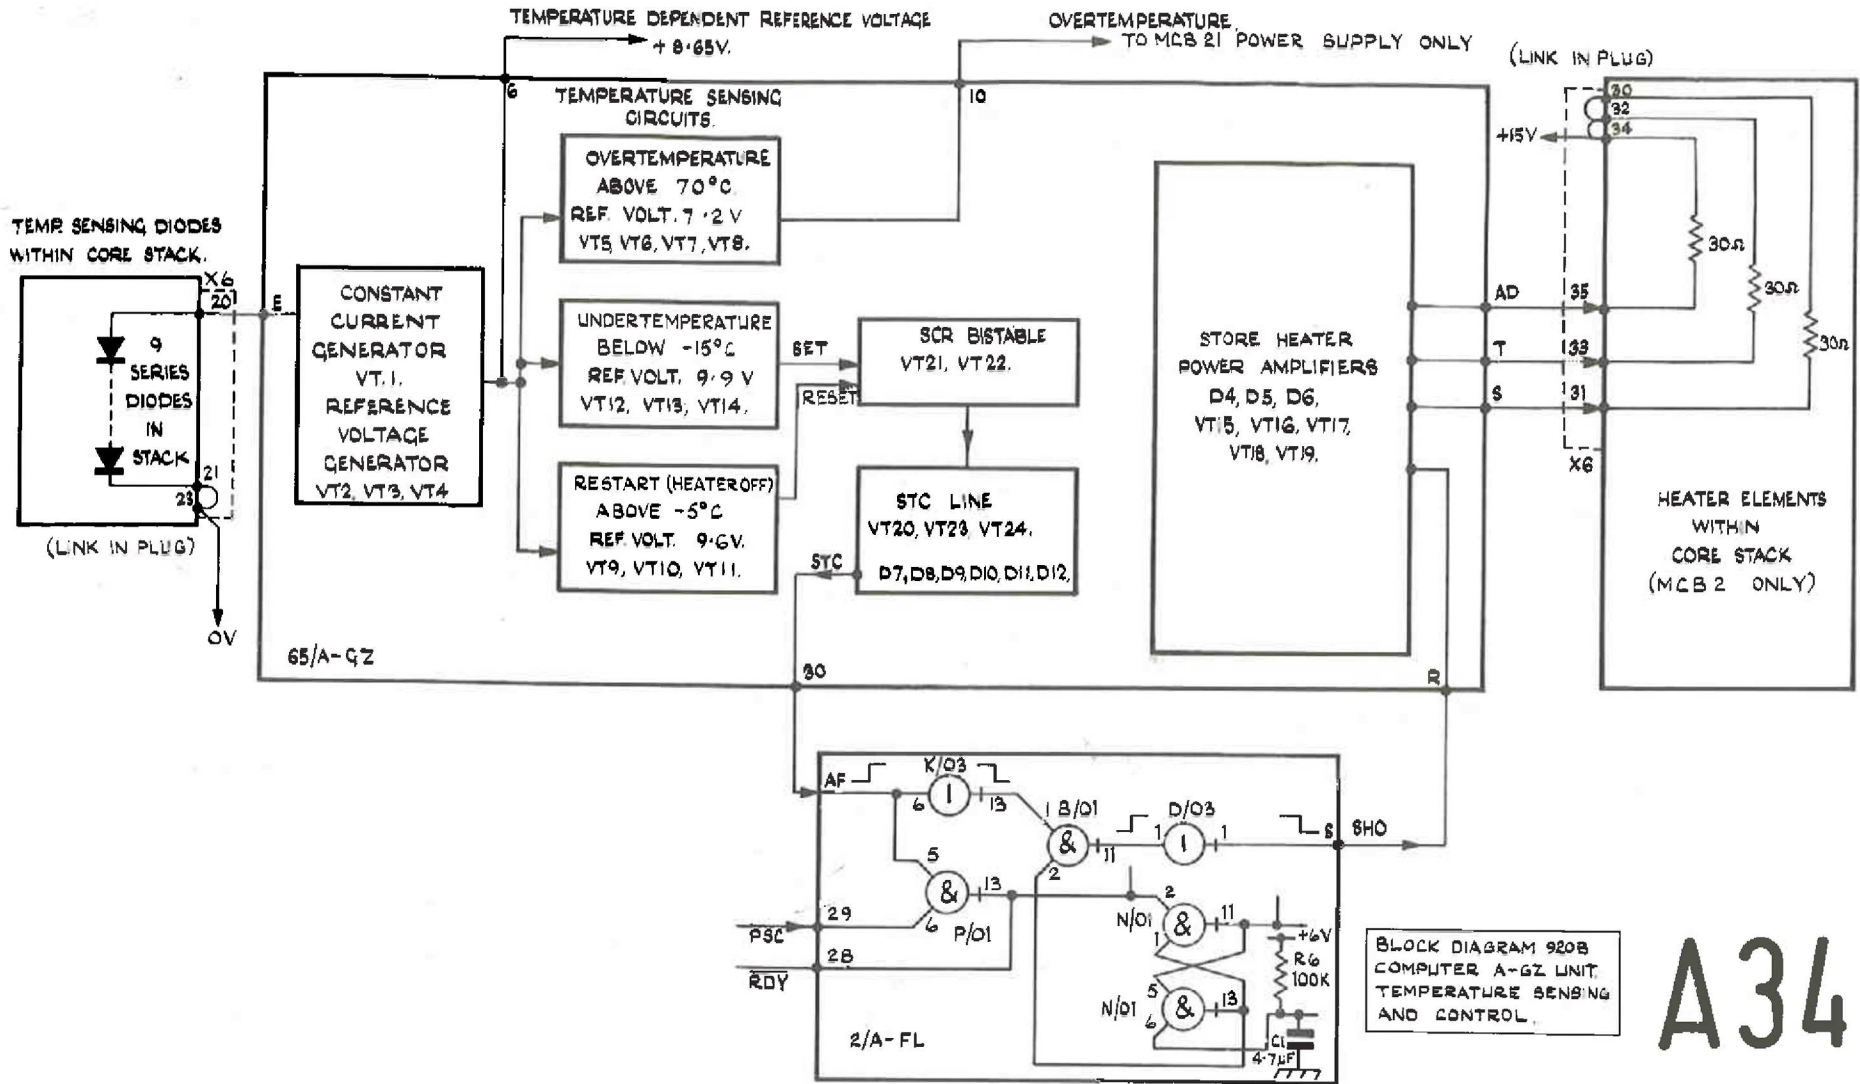 TEMPERATURE DEPENDENT REFERENCE VOLTAGE
+ 8.65V.
OVERTEMPERATURE.
TO MCB 21 POWER SUPPLY ONLY
(LINK IN PLUG)
6
10
TEMPERATURE SENSING
CIRCUITS.
OVERTEMPERATURE
ABOVE 70°C
REF. VOLT. 7.2 V
VT5, VT6, VT7, VT8.
TEMP. SENSING DIODES
WITHIN CORE STACK.
X6
20
E
9
SERIES
DIODES
IN
STACK
21
23
(LINK IN PLUG)
0V
CONSTANT
CURRENT
GENERATOR
VT.1.
REFERENCE
VOLTAGE
GENERATOR
VT2, VT3, VT4
UNDERTEMPERATURE
BELOW -15°C
REF. VOLT. 9.9 V
VT12, VT13, VT14.
SET
RESET
SCR BISTABLE
VT21, VT22.
RESTART (HEATER OFF)
ABOVE -5°C
REF. VOLT. 9.6V.
VT9, VT10, VT11.
STC LINE
VT20, VT23, VT24.
D7, D8, D9, D10, D11, D12,
STC
65/A-GZ
30
STORE HEATER
POWER AMPLIFIERS
D4, D5, D6,
VT15, VT16, VT17,
VT18, VT19.
AD
T
S
R
35
33
31
X6
+15V
30
32
34
30Ω
30Ω
30Ω
HEATER ELEMENTS
WITHIN
CORE STACK
(MCB 2 ONLY)
AF
K/03
6
1
13
1 B/01
&
2
11
D/03
1
1
1
S
SHO
5
&
13
6
P/01
PSC
29
RDY
28
2
N/01
&
11
1
5
N/01
&
13
6
+6V
R6
100K
C1
4.7µF
2/A-FL
BLOCK DIAGRAM 920B
COMPUTER A-GZ UNIT.
TEMPERATURE SENSING
AND CONTROL.
A34